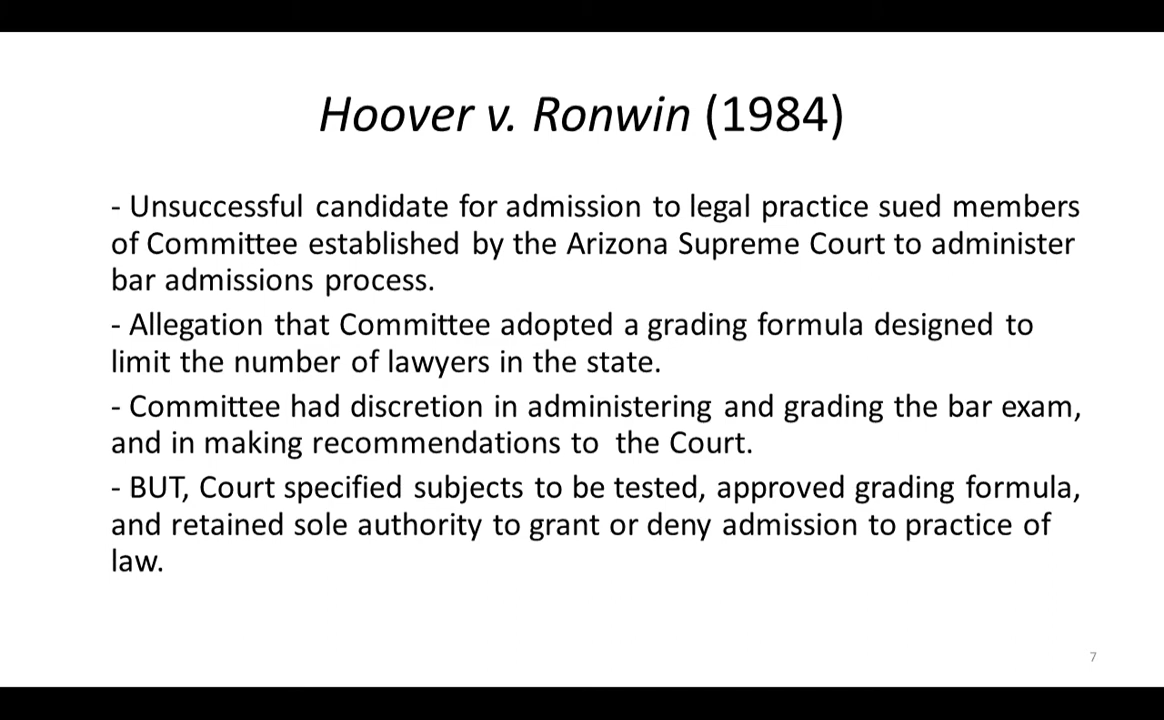 Hoover v. Ronwin (1984)
- Unsuccessful candidate for admission to legal practice sued members
of Committee established by the Arizona Supreme Court to administer
bar admissions process.
- Allegation that Committee adopted a grading formula designed to
limit the number of lawyers in the state.
- Committee had discretion in administering and grading the bar exam,
and in making recommendations to the Court.
- BUT, Court specified subjects to be tested, approved grading formula,
and retained sole authority to grant or deny admission to practice of
law.
7